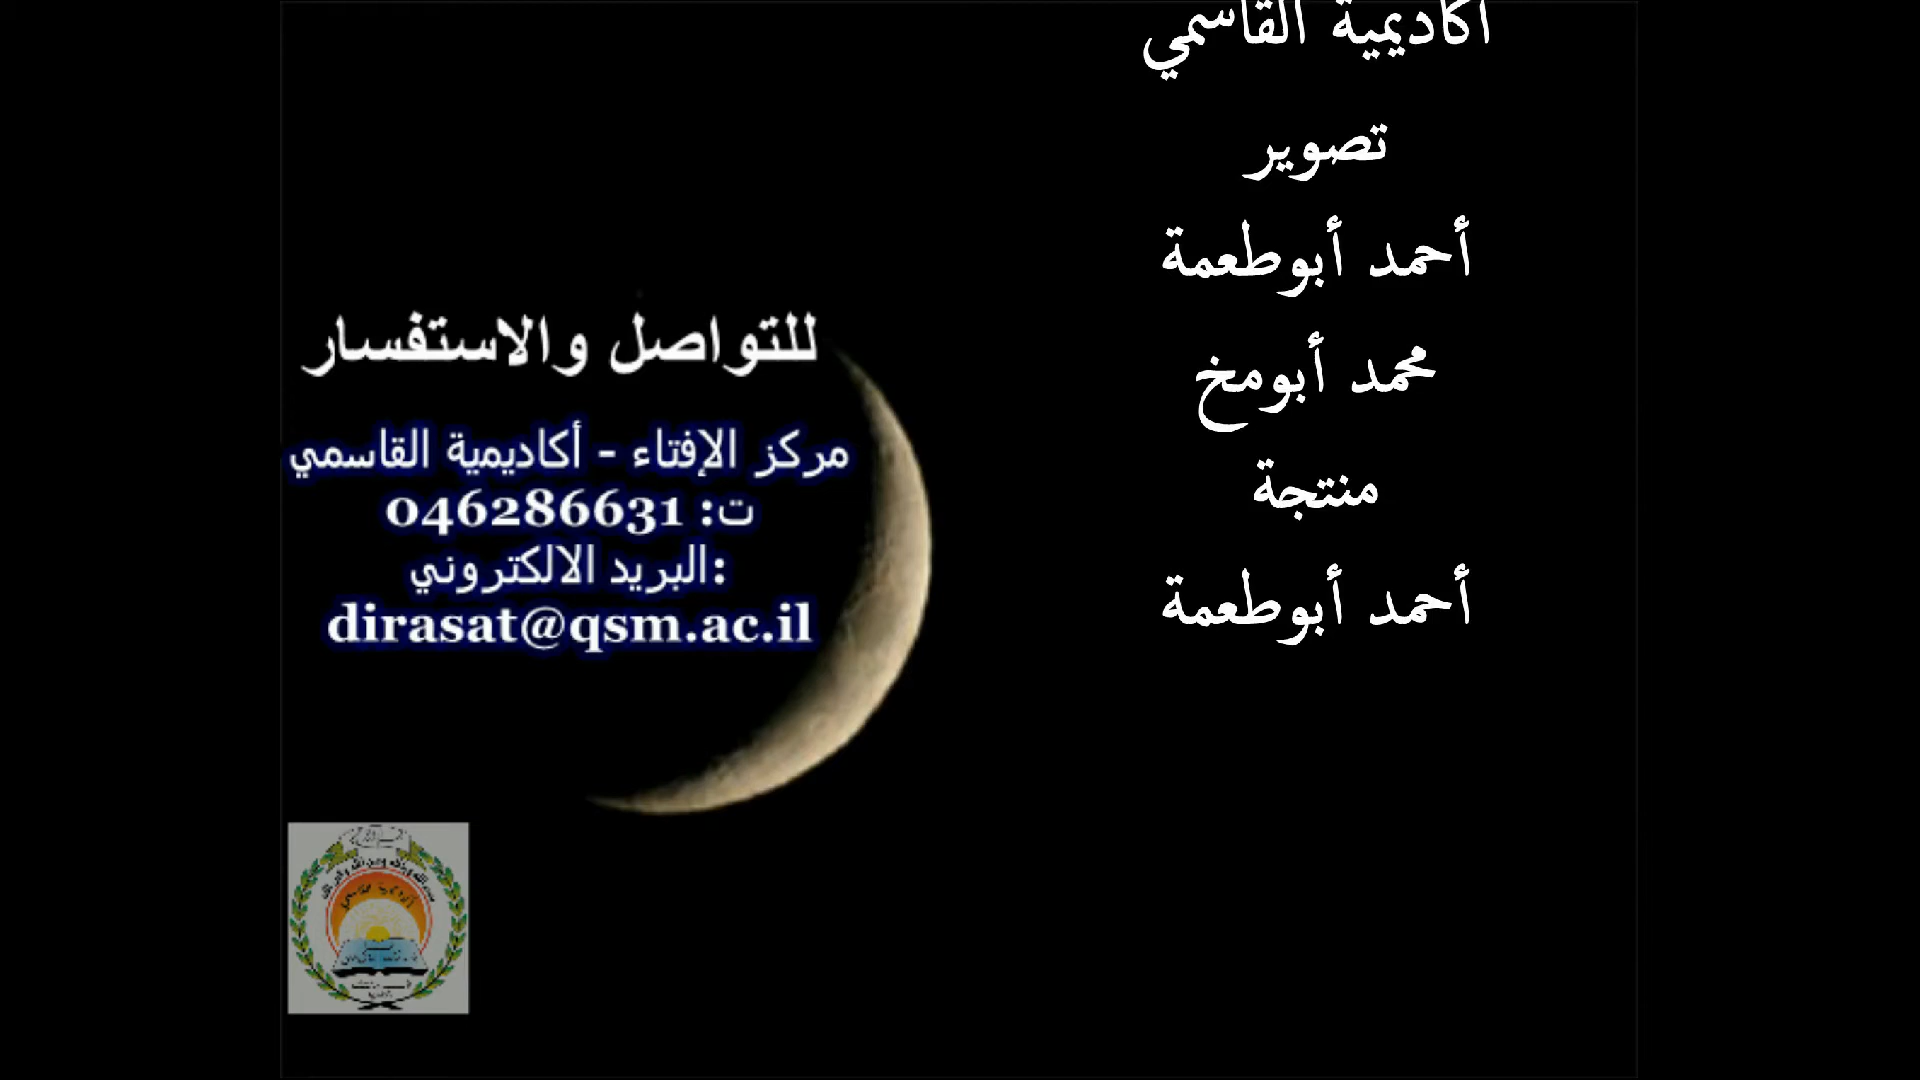 أكاديمية القاسمي
تصوير
أحمد أبوطعمة
محمد أبومخ
منتجة
أحمد أبوطعمة
للتواصل والاستفسار
مركز الإفتاء - أكاديمية القاسمي
ت: 046286631
البريد الالكتروني:
dirasat@qsm.ac.il